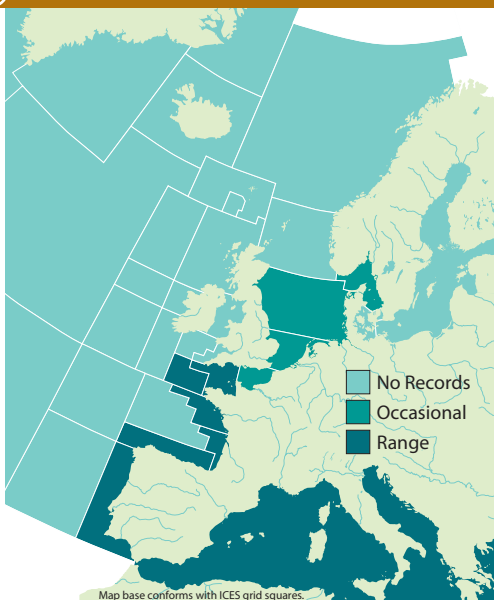 No Records
Occasional
Range
Map base conforms with ICES grid squares.